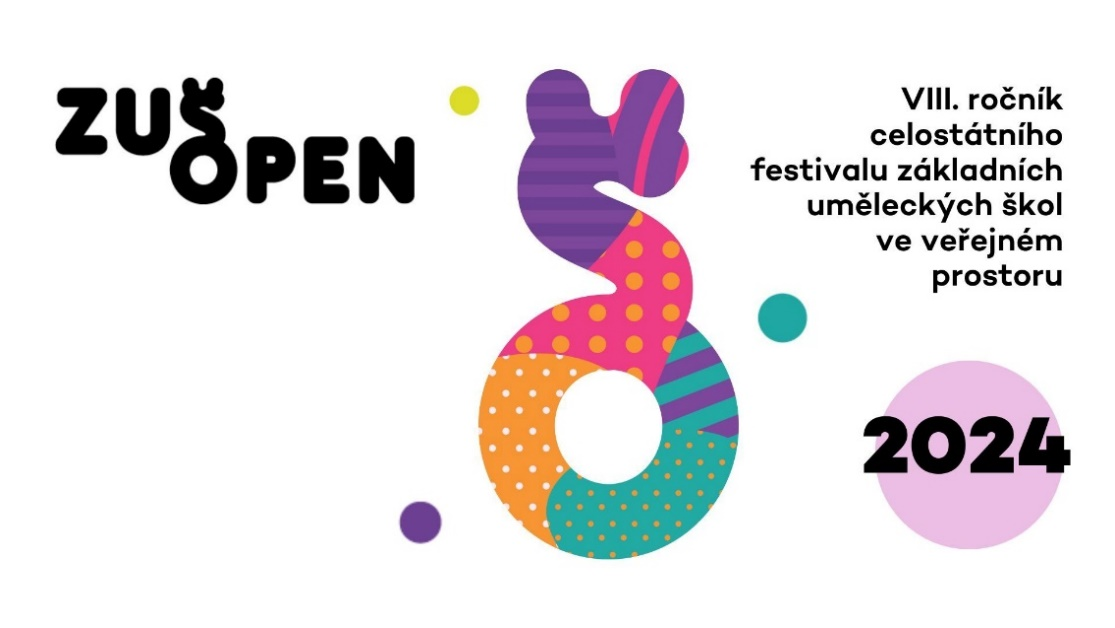 ZUŠ
OPEN
VIII. ročník
celostátního
festivalu základních
uměleckých škol
ve veřejném
prostoru
2024